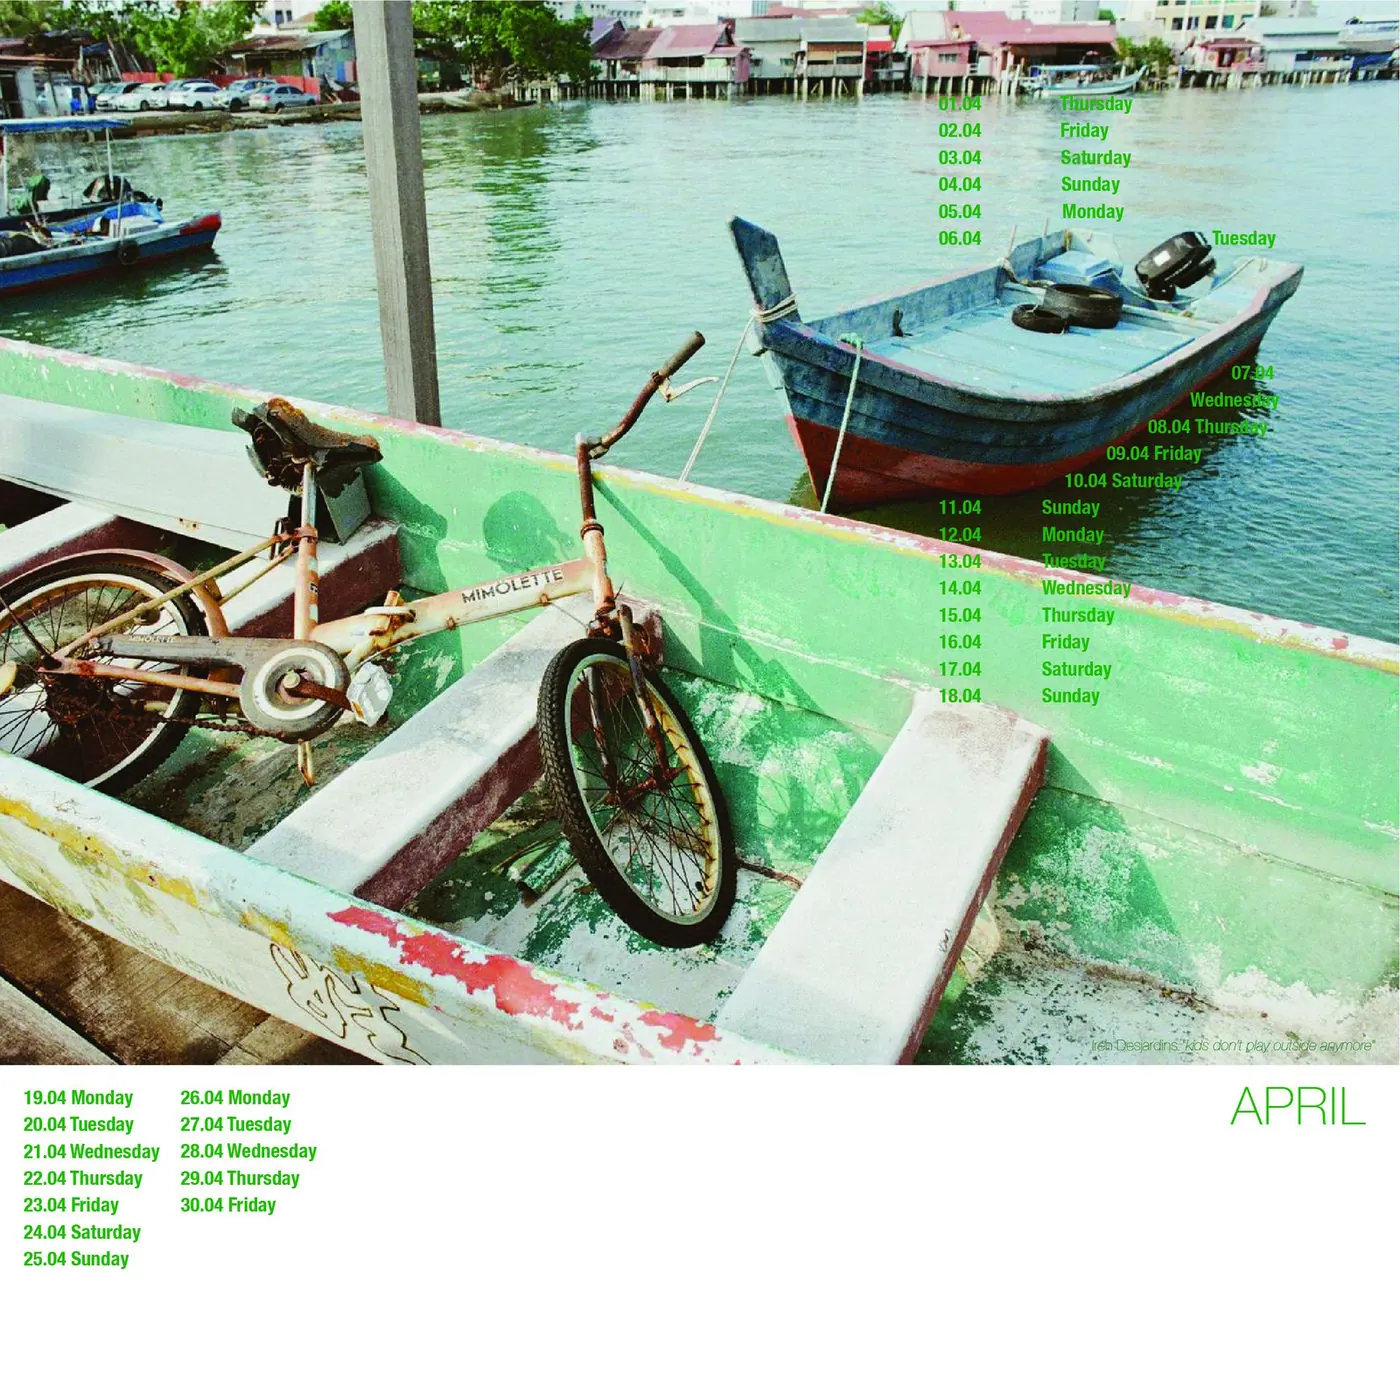 01.04 Thursday
02.04 Friday
03.04 Saturday
04.04 Sunday
05.04 Monday
06.04 Tuesday
07.04
Wednesday
08.04 Thursday
09.04 Friday
10.04 Saturday
11.04 Sunday
12.04 Monday
13.04 Tuesday
14.04 Wednesday
15.04 Thursday
16.04 Friday
17.04 Saturday
18.04 Sunday
MIMOLETTE
MIMOLETTE
Desjardins. "kids don't play outside anymore"
APRIL
19.04 Monday
20.04 Tuesday
21.04 Wednesday
22.04 Thursday
23.04 Friday
24.04 Saturday
25.04 Sunday
26.04 Monday
27.04 Tuesday
28.04 Wednesday
29.04 Thursday
30.04 Friday